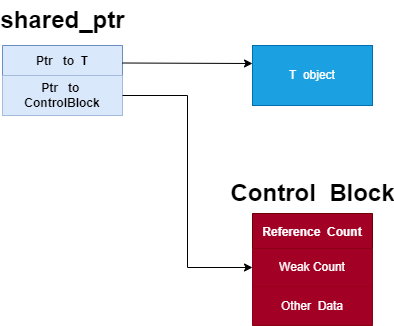 shared_ptr
Ptr to T
Ptr to
ControlBlock
T object
Control Block
Reference Count
Weak Count
Other Data